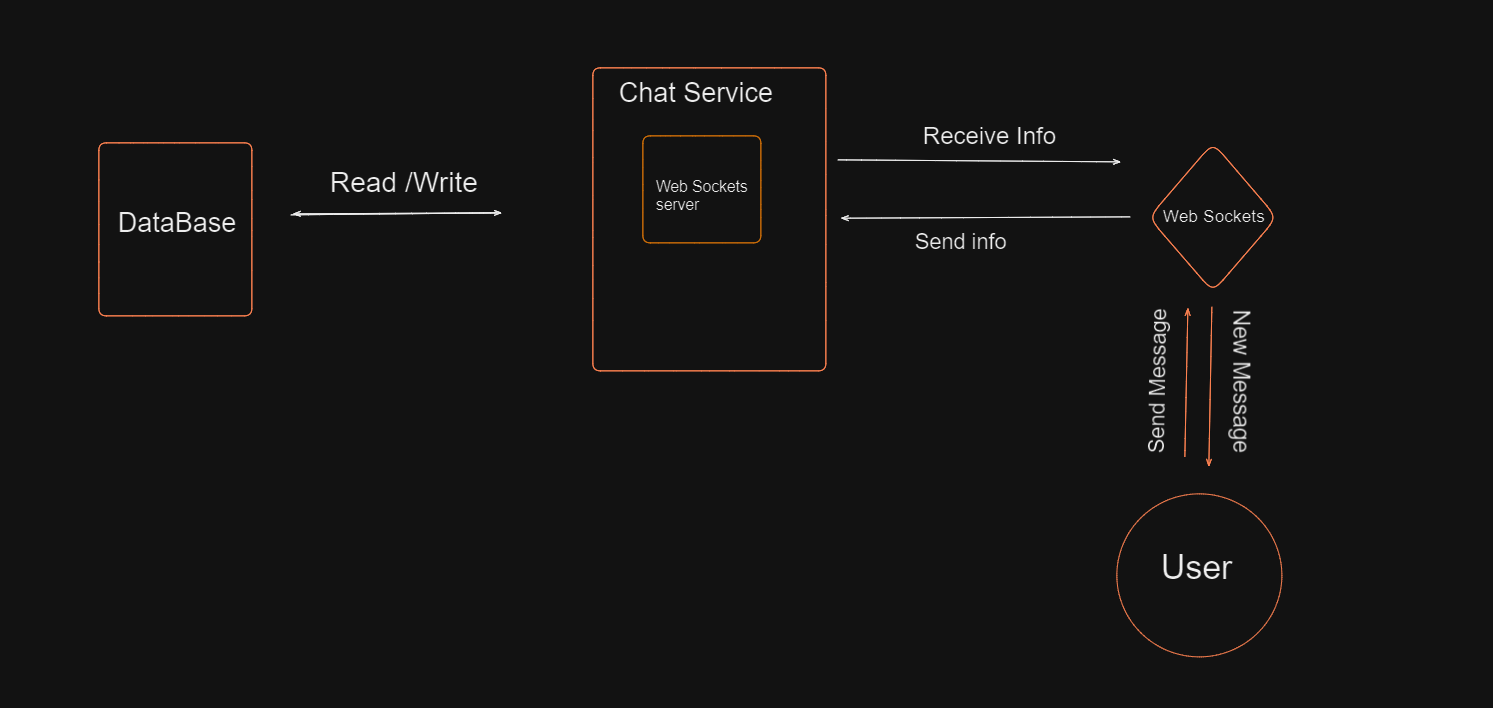 Chat Service
DataBase
Read /Write
Web Sockets
server
Receive Info
Send info
Web Sockets
Send Message
New Message
User